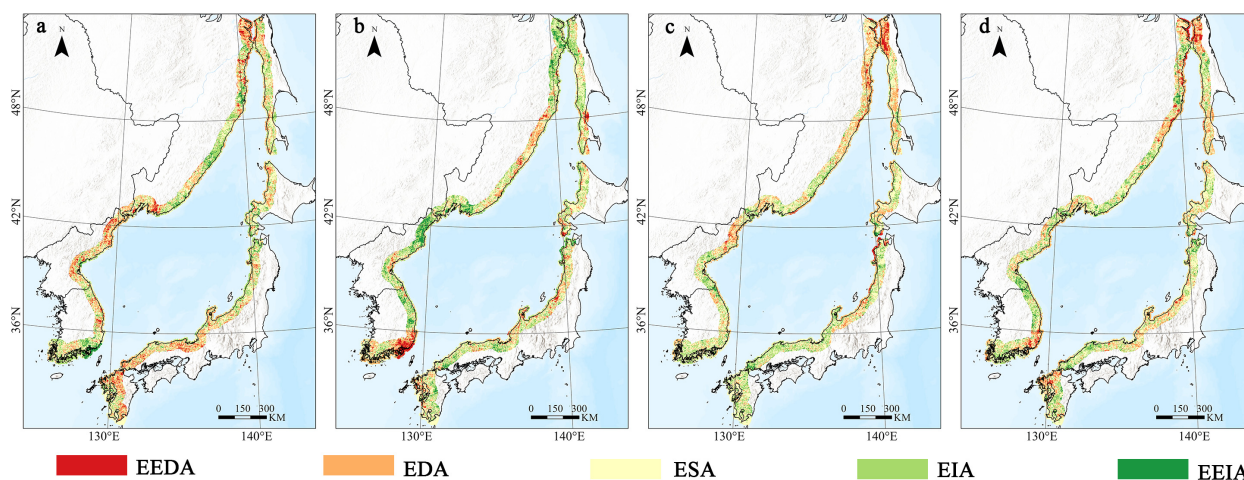 a b c d
N N N N
48°N 48°N 48°N 48°N
42°N 42°N 42°N 42°N
36°N 36°N 36°N 36°N
0 150 300 0 150 300 0 150 300 0 150 300
KM KM KM KM
130°E 140°E 130°E 140°E 130°E 140°E 130°E 140°E
EEDA EDA ESA EIA EEIA